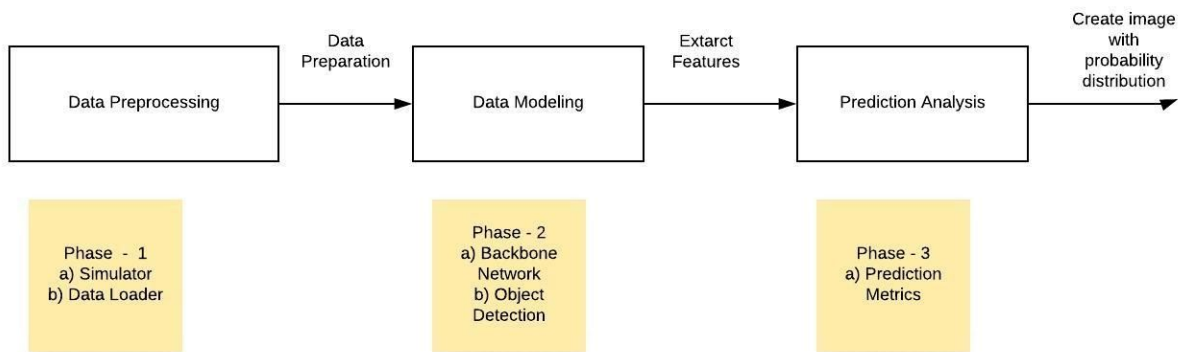 Data Preprocessing
Data
Preparation
Data Modeling
Extarct
Features
Prediction Analysis
Create image
with
probability
distribution
Phase - 1
a) Simulator
b) Data Loader
Phase - 2
a) Backbone
Network
b) Object
Detection
Phase - 3
a) Prediction
Metrics